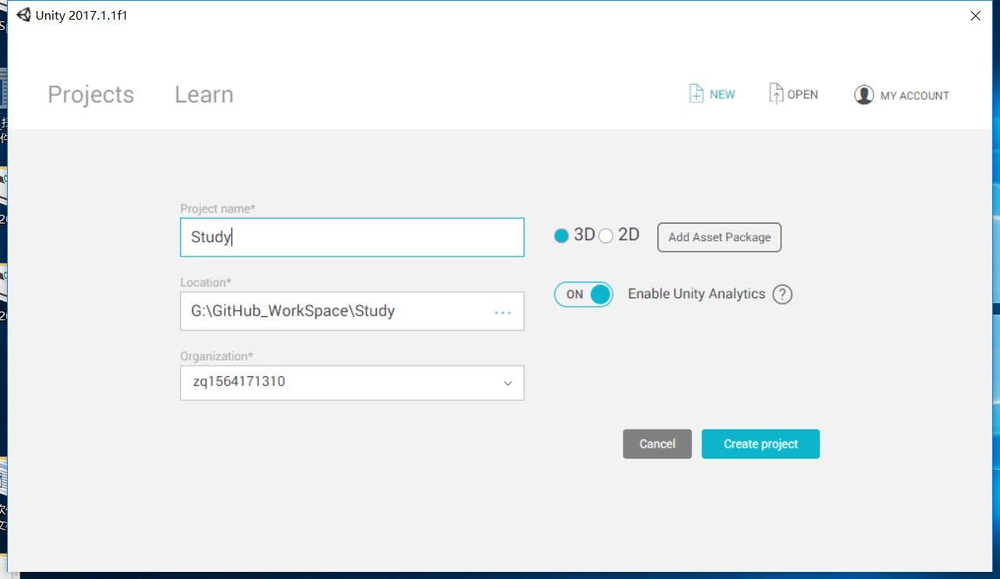 Unity 2017.1.1f1
Projects Learn NEW OPEN MY ACCOUNT
Project name*
Study 3D 2D Add Asset Package
Location*
ON Enable Unity Analytics ?
G:\GitHub_WorkSpace\Study ...
Organization*
zq1564171310
Cancel Create project